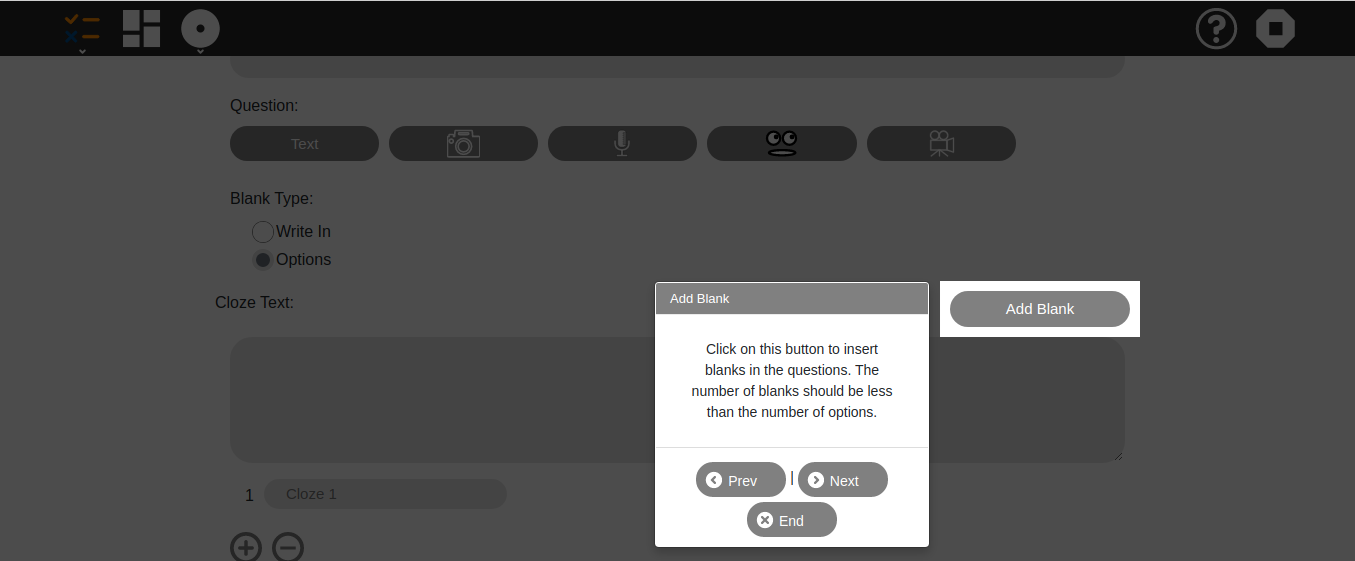 Question:
Text
Blank Type:
Write In
Options
Cloze Text:
Add Blank
Click on this button to insert
blanks in the questions. The
number of blanks should be less
than the number of options.
Prev | Next
End
Add Blank
1 Cloze 1